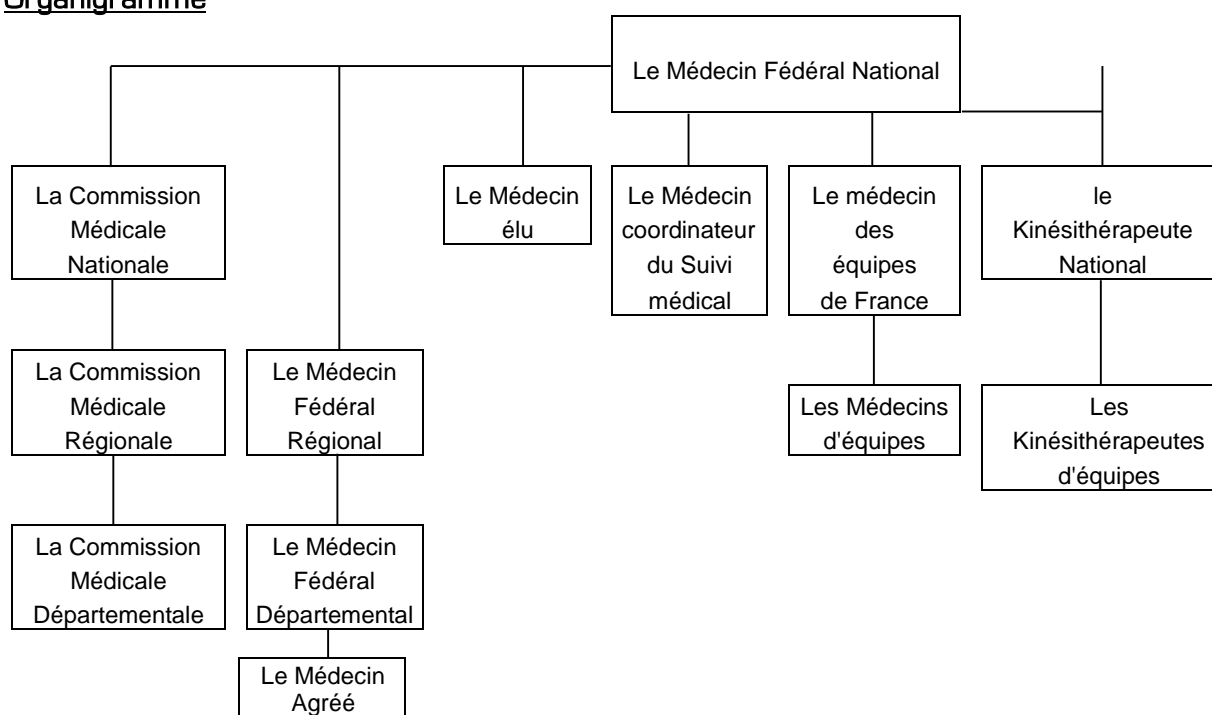 Organigramme
Le Médecin Fédéral National
La Commission
Médicale
Nationale
Le Médecin
élu
Le Médecin
coordinateur
du Suivi
médical
Le médecin
des
équipes
de France
le
Kinésithérapeute
National
La Commission
Médicale
Régionale
Le Médecin
Fédéral
Régional
Les Médecins
d'équipes
Les
Kinésithérapeutes
d'équipes
La Commission
Médicale
Départementale
Le Médecin
Fédéral
Départemental
Le Médecin
Agréé